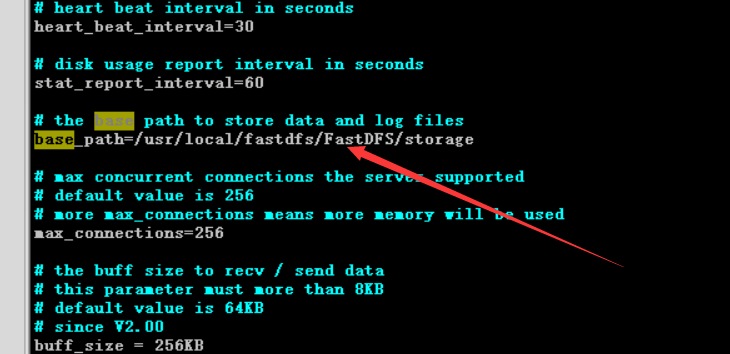 # heart beat interval in seconds
heart_beat_interval=30
# disk usage report interval in seconds
stat_report_interval=60
# the base path to store data and log files
base_path=/usr/local/fastdfs/FastDFS/storage
# max concurrent connections the server supported
# default value is 256
# more max_connections means more memory will be used
max_connections=256
# the buff size to recv / send data
# this parameter must more than 8KB
# default value is 64KB
# since V2.00
buff_size = 256KB